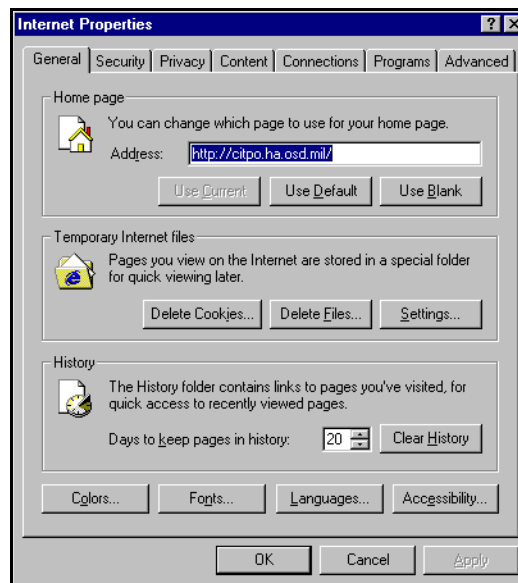 Internet Properties
General Security Privacy Content Connections Programs Advanced
Home page
You can change which page to use for your home page.
Address: http://citpo.ha.osd.mil/
Use Current Use Default Use Blank
Temporary Internet files
Pages you view on the Internet are stored in a special folder
for quick viewing later.
Delete Cookies... Delete Files... Settings...
History
The History folder contains links to pages you've visited, for
quick access to recently viewed pages.
Days to keep pages in history: 20 Clear History
Colors... Fonts... Languages... Accessibility...
OK Cancel Apply